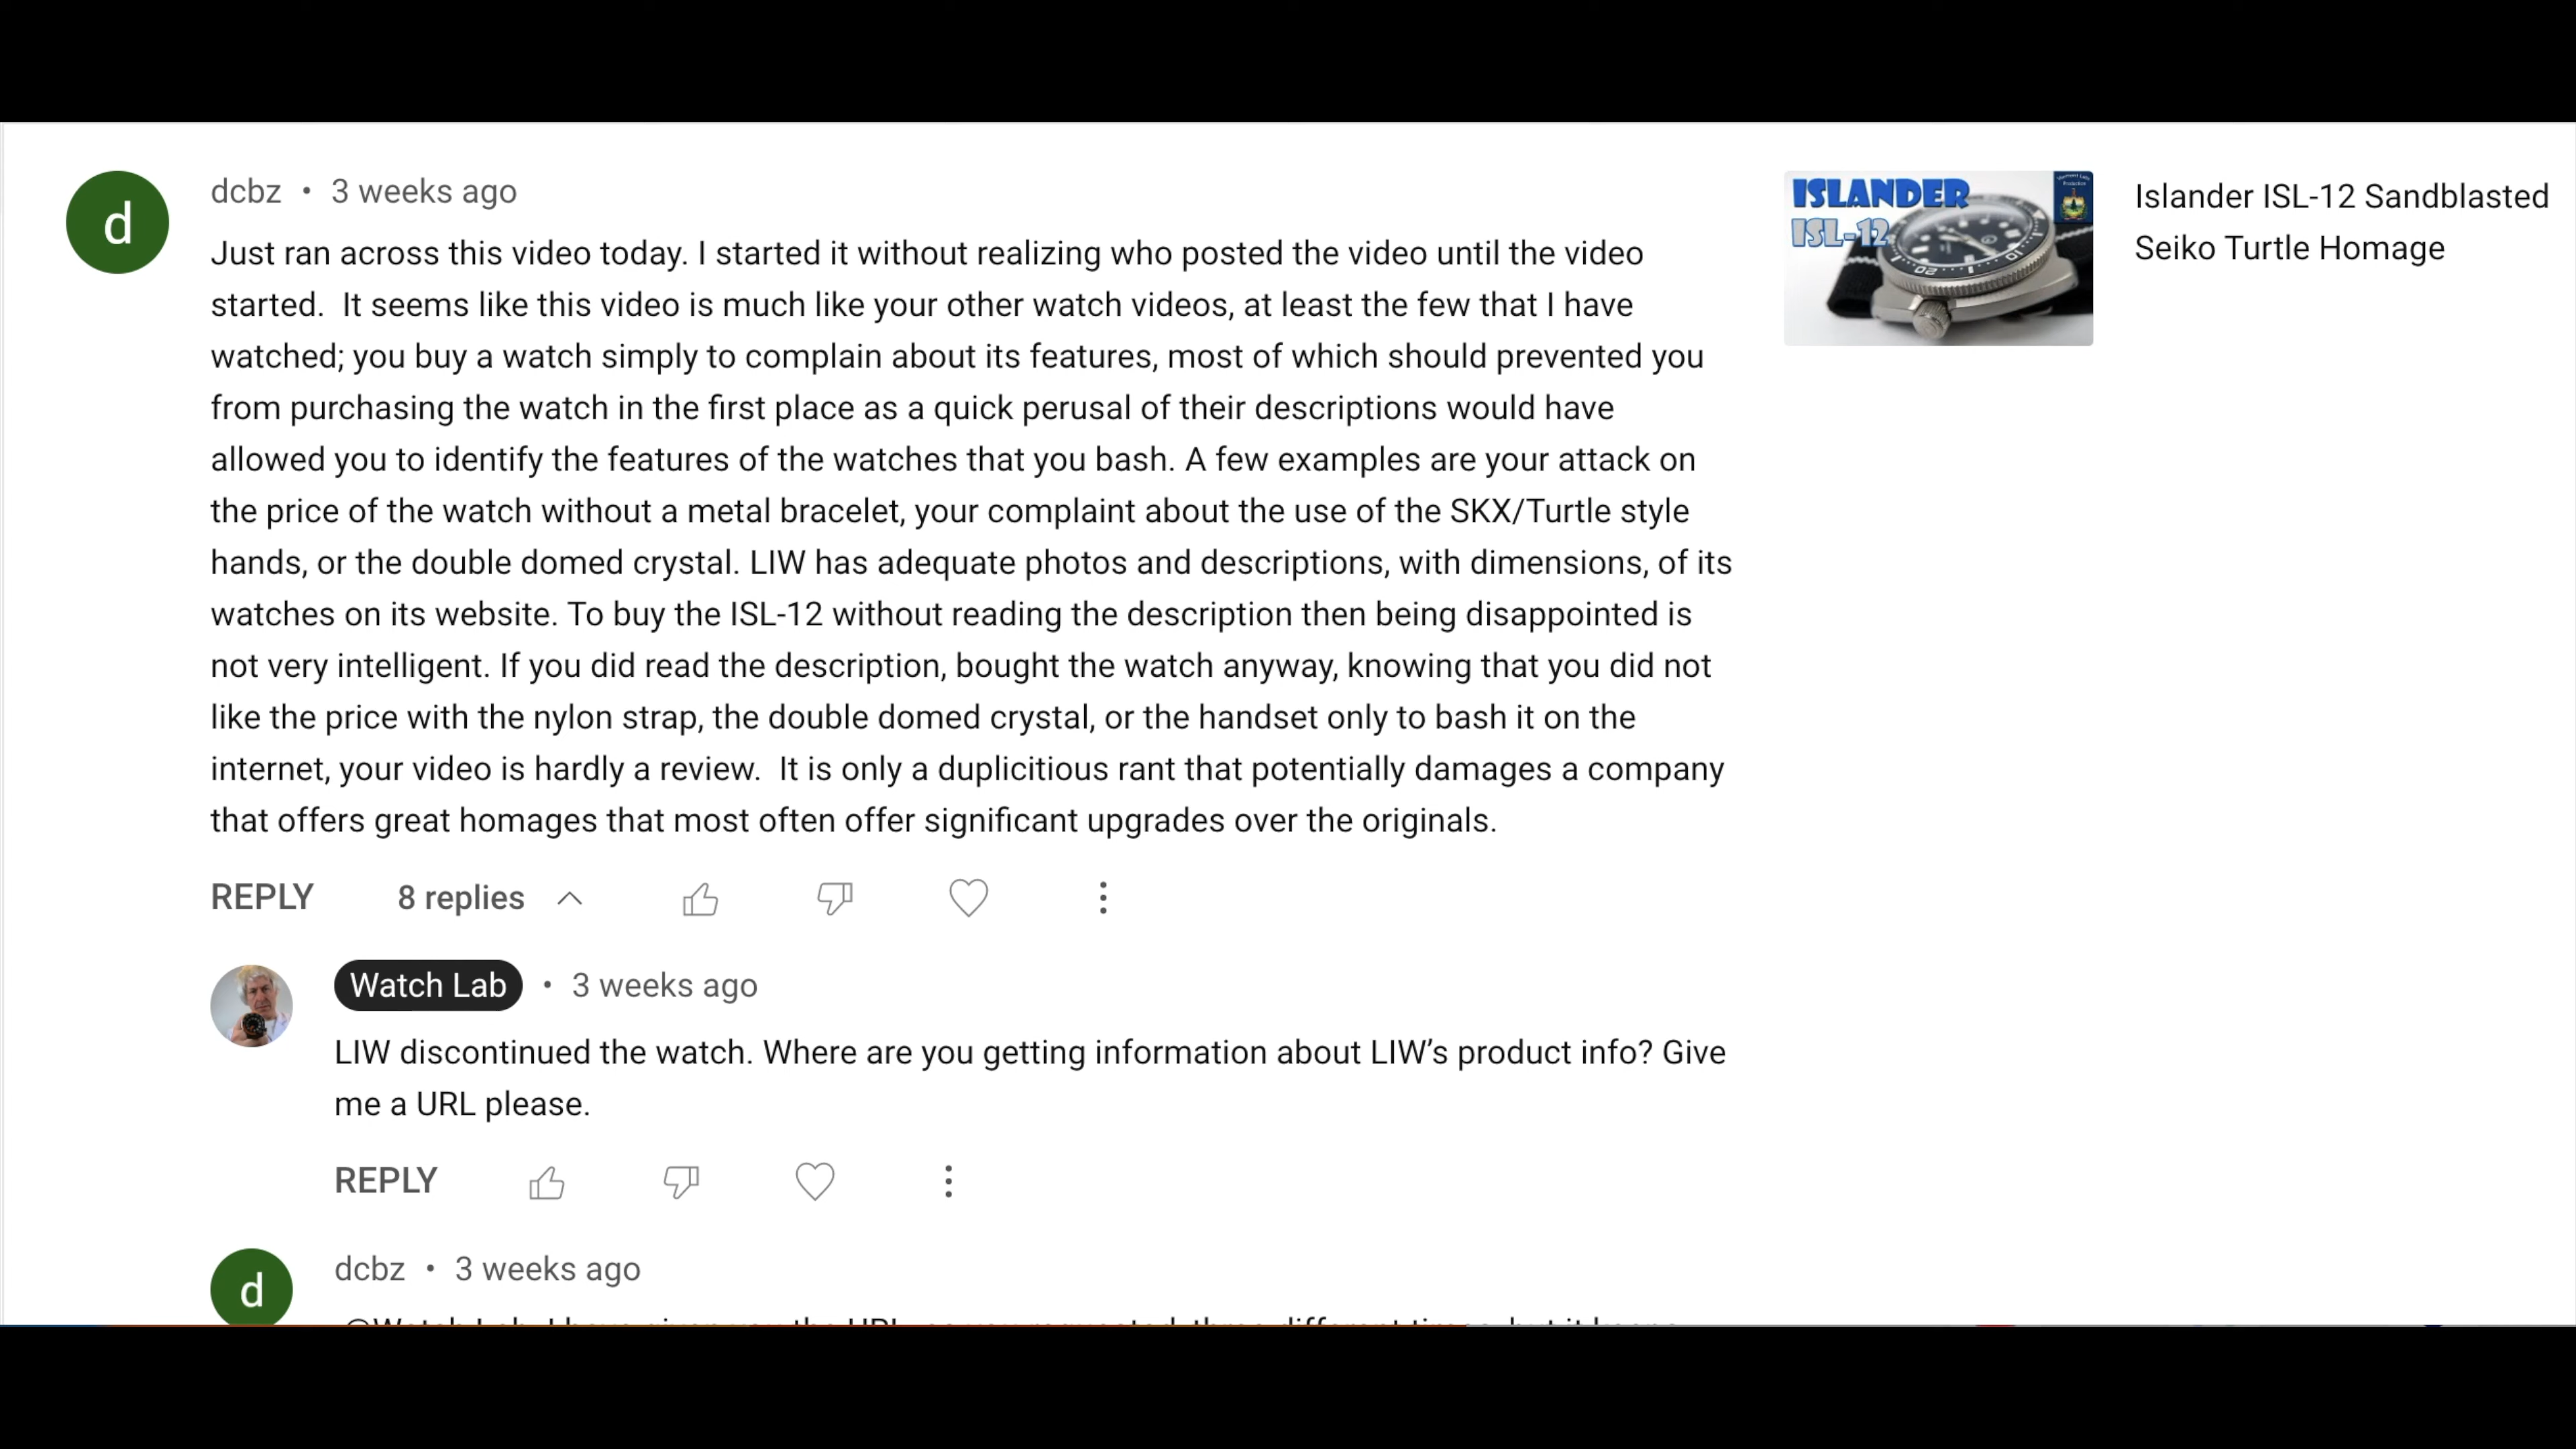 dcbz • 3 weeks ago
Just ran across this video today. I started it without realizing who posted the video until the video
started.  It seems like this video is much like your other watch videos, at least the few that I have
watched; you buy a watch simply to complain about its features, most of which should prevented you
from purchasing the watch in the first place as a quick perusal of their descriptions would have
allowed you to identify the features of the watches that you bash. A few examples are your attack on
the price of the watch without a metal bracelet, your complaint about the use of the SKX/Turtle style
hands, or the double domed crystal. LIW has adequate photos and descriptions, with dimensions, of its
watches on its website. To buy the ISL-12 without reading the description then being disappointed is
not very intelligent. If you did read the description, bought the watch anyway, knowing that you did not
like the price with the nylon strap, the double domed crystal, or the handset only to bash it on the
internet, your video is hardly a review.  It is only a duplicitious rant that potentially damages a company
that offers great homages that most often offer significant upgrades over the originals.
REPLY 8 replies
ISLANDER
ISL-12
20
10
Islander ISL-12 Sandblasted
Seiko Turtle Homage
d
Watch Lab • 3 weeks ago
LIW discontinued the watch. Where are you getting information about LIW’s product info? Give
me a URL please.
REPLY
d
dcbz • 3 weeks ago